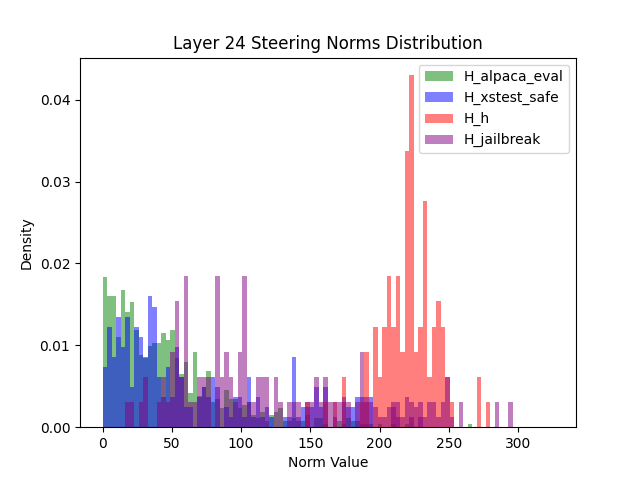 Layer 24 Steering Norms Distribution
H_alpaca_eval
H_xstest_safe
H_h
H_jailbreak
Density
0.04
0.03
0.02
0.01
0.00
0 50 100 150 200 250 300
Norm Value